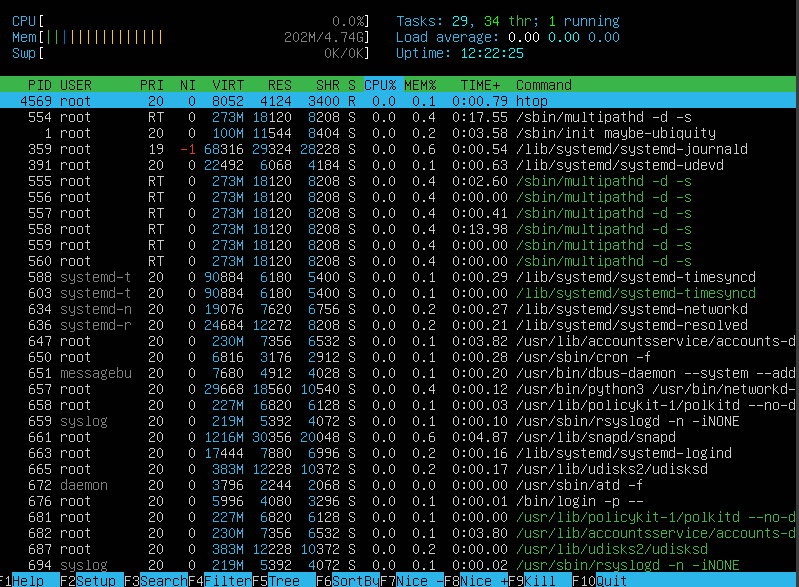 CPU[ 0.0%] Tasks: 29, 34 thr; 1 running
Mem[||||||||||||||| 202M/4.74G] Load average: 0.00 0.00 0.00
Swp[ 0K/0K] Uptime: 12:22:25
PID USER PRI NI VIRT RES SHR S CPU% MEM% TIME+ Command
4569 root 20 0 8052 4124 3400 R 0.0 0.1 0:00.79 htop
554 root RT 0 273M 18120 8208 S 0.0 0.4 0:17.55 /sbin/multipathd -d -s
1 root 20 0 100M 11544 8404 S 0.0 0.2 0:03.58 /sbin/init maybe-ubiquity
359 root 19 -1 68316 29324 28228 S 0.0 0.6 0:00.54 /lib/systemd/systemd-journald
391 root 20 0 22492 6068 4184 S 0.0 0.1 0:00.63 /lib/systemd/systemd-udevd
555 root RT 0 273M 18120 8208 S 0.0 0.4 0:02.60 /sbin/multipathd -d -s
556 root RT 0 273M 18120 8208 S 0.0 0.4 0:00.00 /sbin/multipathd -d -s
557 root RT 0 273M 18120 8208 S 0.0 0.4 0:00.41 /sbin/multipathd -d -s
558 root RT 0 273M 18120 8208 S 0.0 0.4 0:13.98 /sbin/multipathd -d -s
559 root RT 0 273M 18120 8208 S 0.0 0.4 0:00.00 /sbin/multipathd -d -s
560 root RT 0 273M 18120 8208 S 0.0 0.4 0:00.00 /sbin/multipathd -d -s
588 systemd-t 20 0 90884 6180 5400 S 0.0 0.1 0:00.29 /lib/systemd/systemd-timesyncd
603 systemd-t 20 0 90884 6180 5400 S 0.0 0.1 0:00.00 /lib/systemd/systemd-timesyncd
634 systemd-n 20 0 19076 7620 6756 S 0.0 0.2 0:00.27 /lib/systemd/systemd-networkd
636 systemd-r 20 0 24684 12272 8208 S 0.0 0.2 0:00.21 /lib/systemd/systemd-resolved
647 root 20 0 230M 7356 6532 S 0.0 0.1 0:03.82 /usr/lib/accountsservice/accounts-d
650 root 20 0 6816 3176 2912 S 0.0 0.1 0:00.28 /usr/sbin/cron -f
651 messagebu 20 0 7680 4912 4028 S 0.0 0.1 0:00.20 /usr/bin/dbus-daemon --system --add
657 root 20 0 29668 18560 10540 S 0.0 0.4 0:00.12 /usr/bin/python3 /usr/bin/networkd-
658 root 20 0 227M 6820 6128 S 0.0 0.1 0:00.03 /usr/lib/policykit-1/polkitd --no-d
659 syslog 20 0 219M 5392 4072 S 0.0 0.1 0:00.10 /usr/sbin/rsyslogd -n -iNONE
661 root 20 0 1216M 30356 20048 S 0.0 0.6 0:04.87 /usr/lib/snapd/snapd
663 root 20 0 17444 7880 6996 S 0.0 0.2 0:00.16 /lib/systemd/systemd-logind
665 root 20 0 383M 12228 10372 S 0.0 0.2 0:00.17 /usr/lib/udisks2/udisksd
672 daemon 20 0 3796 2244 2068 S 0.0 0.0 0:00.00 /usr/sbin/atd -f
676 root 20 0 5996 4080 3296 S 0.0 0.1 0:00.01 /bin/login -p --
681 root 20 0 227M 6820 6128 S 0.0 0.1 0:00.00 /usr/lib/policykit-1/polkitd --no-d
682 root 20 0 230M 7356 6532 S 0.0 0.1 0:03.80 /usr/lib/accountsservice/accounts-d
687 root 20 0 383M 12228 10372 S 0.0 0.2 0:00.00 /usr/lib/udisks2/udisksd
694 syslog 20 0 219M 5392 4072 S 0.0 0.1 0:00.02 /usr/sbin/rsyslogd -n -iNONE
F1Help F2Setup F3SearchF4FilterF5Tree F6SortByF7Nice -F8Nice +F9Kill F10Quit